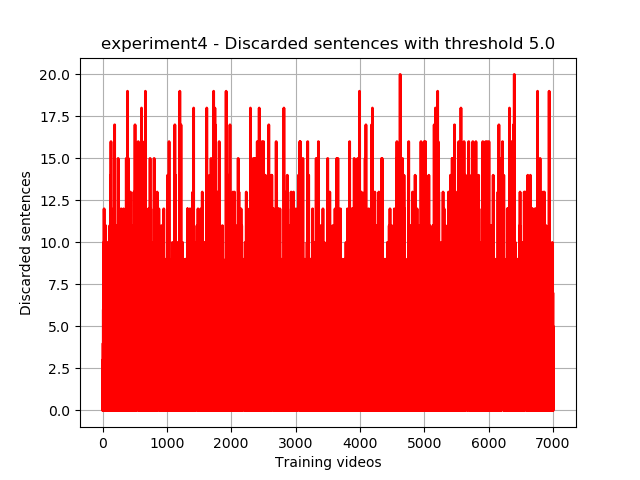 experiment4 - Discarded sentences with threshold 5.0
20.0
17.5
15.0
12.5
10.0
7.5
5.0
2.5
0.0
Discarded sentences
0 1000 2000 3000 4000 5000 6000 7000
Training videos